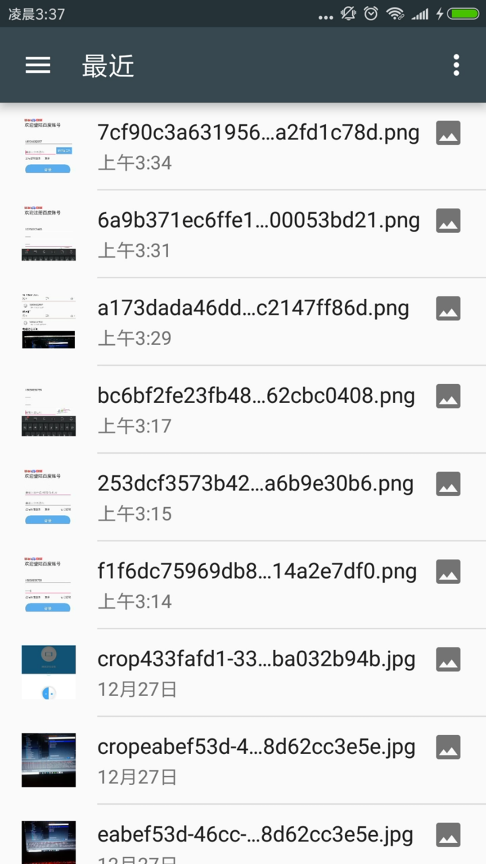 凌晨3:37
最近
7cf90c3a631956...a2fd1c78d.png
上午3:34
6a9b371ec6ffe1...00053bd21.png
上午3:31
a173dada46dd...c2147ff86d.png
上午3:29
bc6bf2fe23fb48...62cbc0408.png
上午3:17
253dcf3573b42...a6b9e30b6.png
上午3:15
f1f6dc75969db8...14a2e7df0.png
上午3:14
crop433fafd1-33...ba032b94b.jpg
12月27日
cropeabef53d-4...8d62cc3e5e.jpg
12月27日
eabef53d-46cc-...8d62cc3e5e.jpg
12月27日